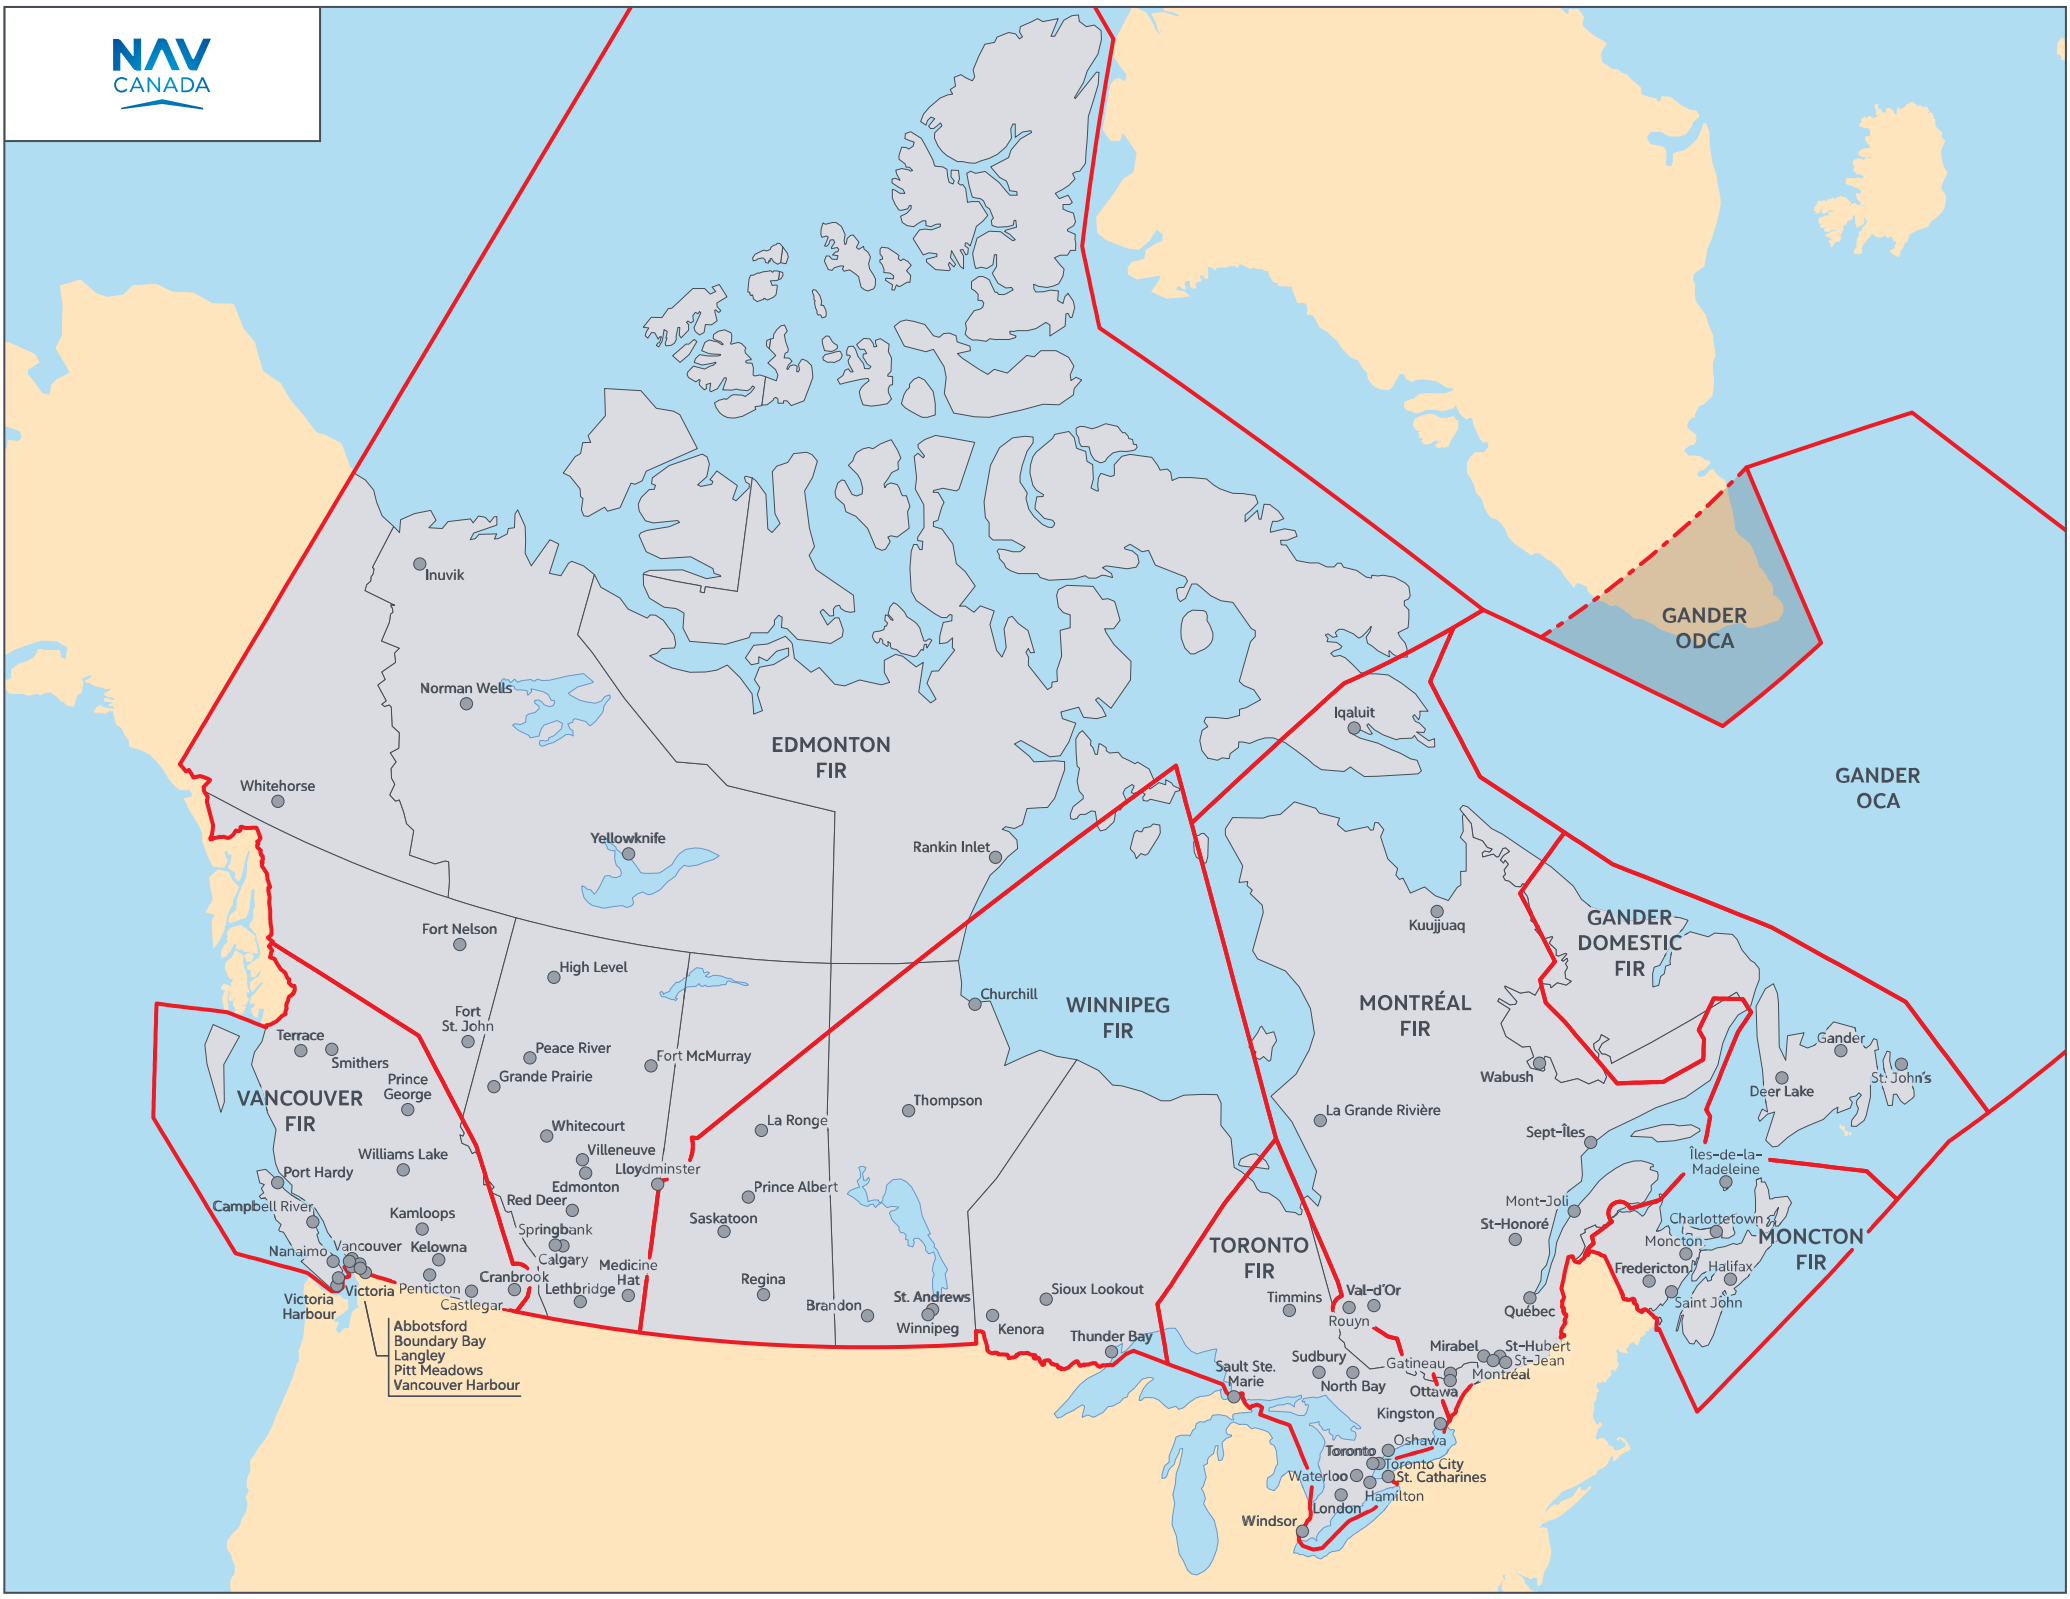 NAV
CANADA
Inuvik
GANDER
ODCA
Norman Wells
Iqaluit
EDMONTON
FIR
GANDER
OCA
Whitehorse
Yellowknife
Rankin Inlet
Fort Nelson
Kuujjuaq
GANDER
DOMESTIC
FIR
High Level
Churchill
WINNIPEG
FIR
MONTRÉAL
FIR
Fort
St. John
Terrace
Smithers
Peace River
Fort McMurray
Gander
Grande Prairie
Wabush
St. John's
Deer Lake
Prince
George
VANCOUVER
FIR
Thompson
La Ronge
La Grande Rivière
Whitecourt
Sept-Îles
Williams Lake
Villeneuve
Îles-de-la-
Madeleine
Port Hardy
Lloydminster
Edmonton
Prince Albert
Campbell River
Red Deer
Mont-Joli
Kamloops
Saskatoon
St-Honoré
Charlottetown
Springbank
Nanaimo
Vancouver
Kelowna
Calgary
TORONTO
FIR
Moncton
MONCTON
FIR
Medicine
Hat
Fredericton
Halifax
Cranbrook
Regina
Victoria
Penticton
Lethbridge
Sioux Lookout
Val-d'Or
Victoria
Harbour
Castlegar
Brandon
St. Andrews
Timmins
Saint John
Québec
Winnipeg
Kenora
Rouyn
Abbotsford
Boundary Bay
Langley
Pitt Meadows
Vancouver Harbour
Thunder Bay
Mirabel
St-Hubert
Sudbury
Gatineau
St-Jean
Sault Ste.
Marie
Montréal
North Bay
Ottawa
Kingston
Oshawa
Toronto
Toronto City
Waterloo
St. Catharines
Hamilton
London
Windsor